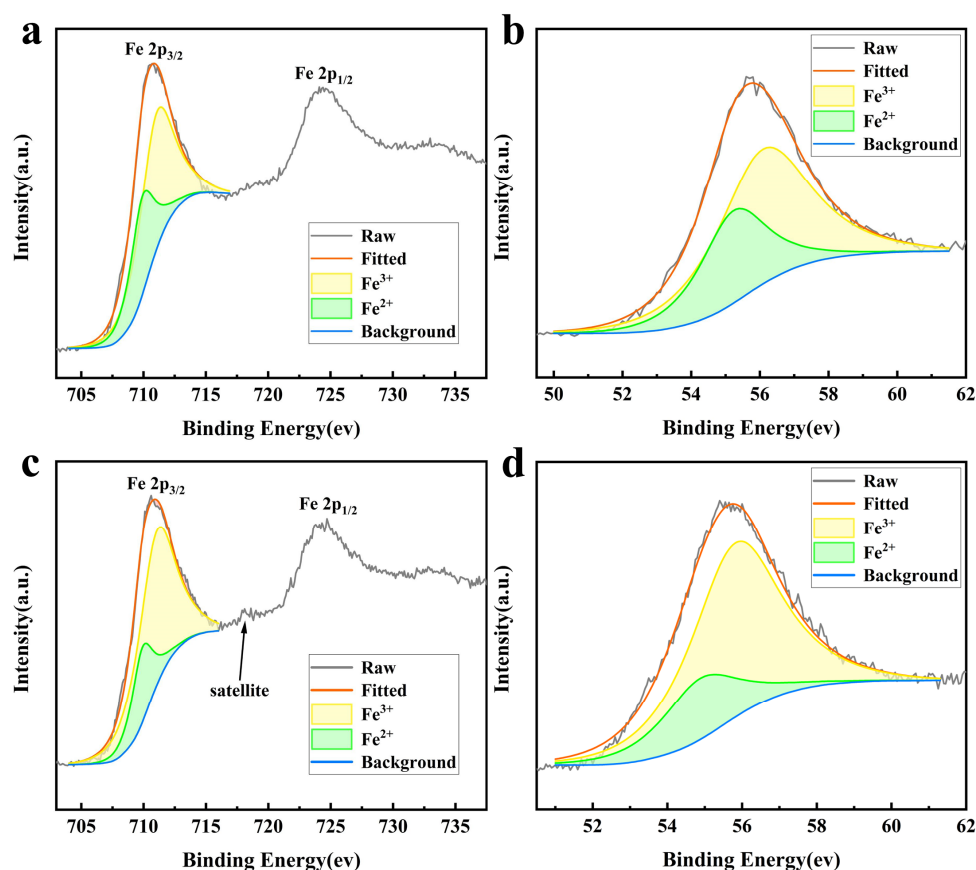 a
Fe 2p3/2
Fe 2p1/2
Raw
Fitted
Fe3+
Fe2+
Background
Intensity(a.u.)
705 710 715 720 725 730 735
Binding Energy(ev)
b
Raw
Fitted
Fe3+
Fe2+
Background
Intensity(a.u.)
50 52 54 56 58 60 62
Binding Energy(ev)
c
Fe 2p3/2
Fe 2p1/2
satellite
Raw
Fitted
Fe3+
Fe2+
Background
Intensity(a.u.)
705 710 715 720 725 730 735
Binding Energy(ev)
d
Raw
Fitted
Fe3+
Fe2+
Background
Intensity(a.u.)
52 54 56 58 60 62
Binding Energy(ev)